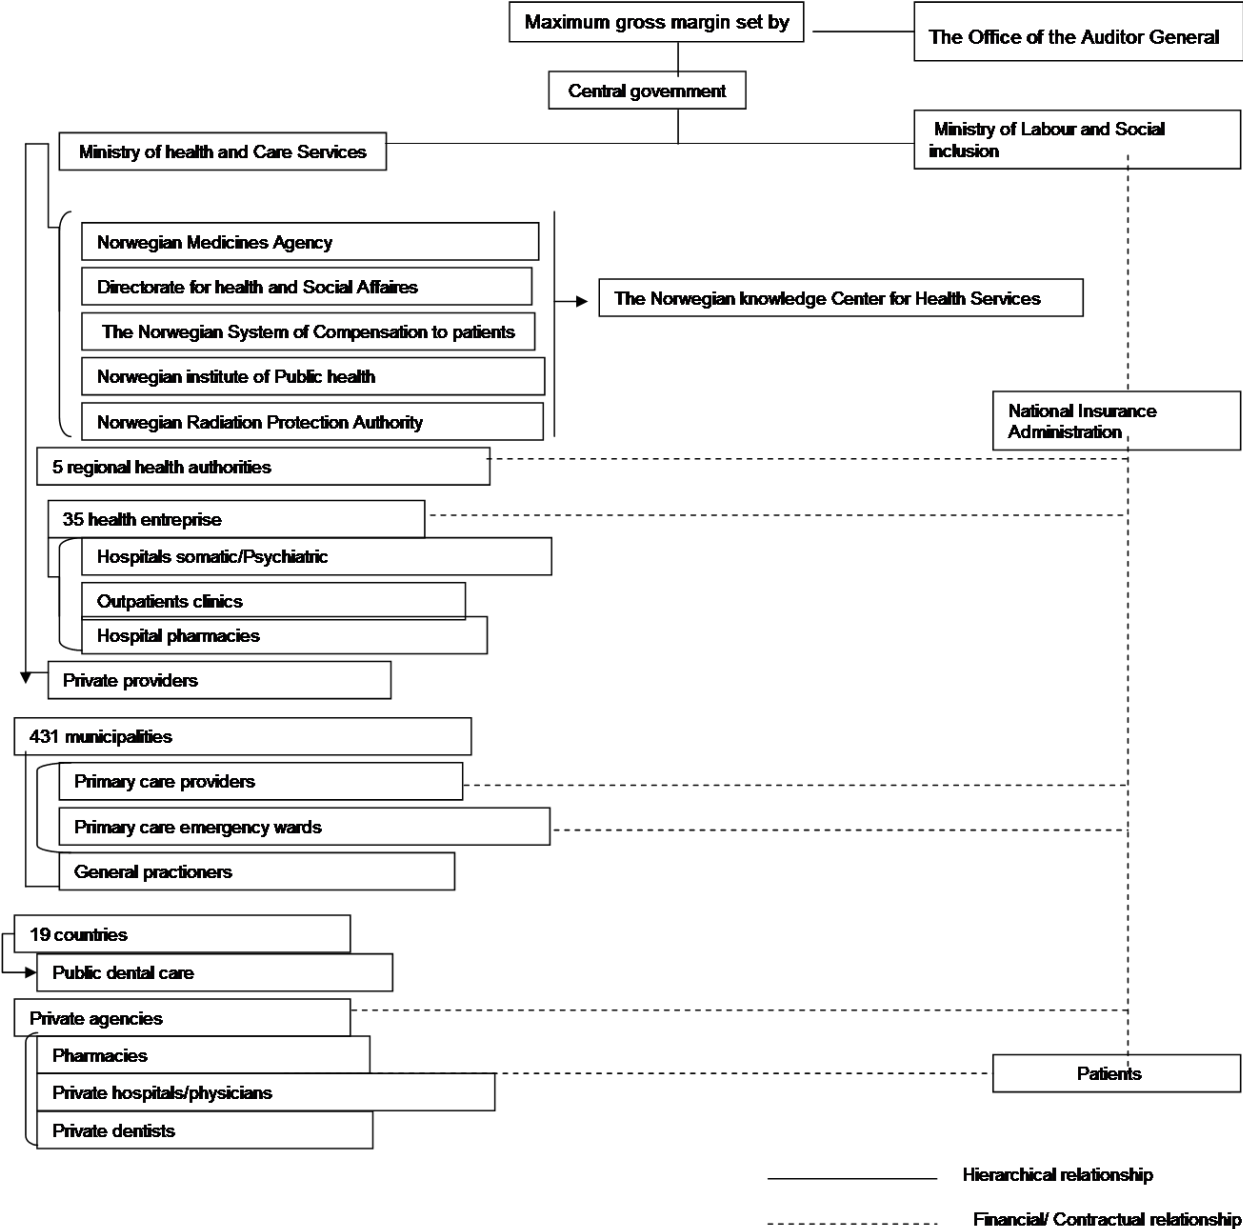 Maximum gross margin set by
The Office of the Auditor General
Central government
Ministry of health and Care Services
Ministry of Labour and Social
inclusion
Norwegian Medicines Agency
Directorate for health and Social Affaires
The Norwegian knowledge Center for Health Services
The Norwegian System of Compensation to patients
Norwegian institute of Public health
Norwegian Radiation Protection Authority
National Insurance
Administration
5 regional health authorities
35 health entreprise
Hospitals somatic/Psychiatric
Outpatients clinics
Hospital pharmacies
Private providers
431 municipalities
Primary care providers
Primary care emergency wards
General practioners
19 countries
Public dental care
Private agencies
Pharmacies
Patients
Private hospitals/physicians
Private dentists
Hierarchical relationship
Financial/ Contractual relationship